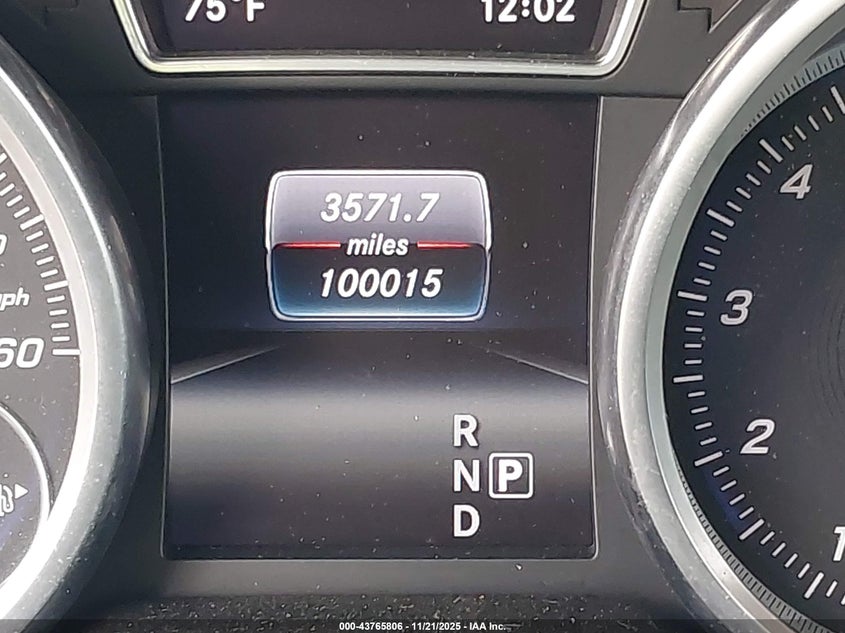 75°F 12:02
3571.7
miles
100015
4
3
mph
60
2
R
N P
D
1
000-43765806 - 11/21/2025 - IAA Inc.